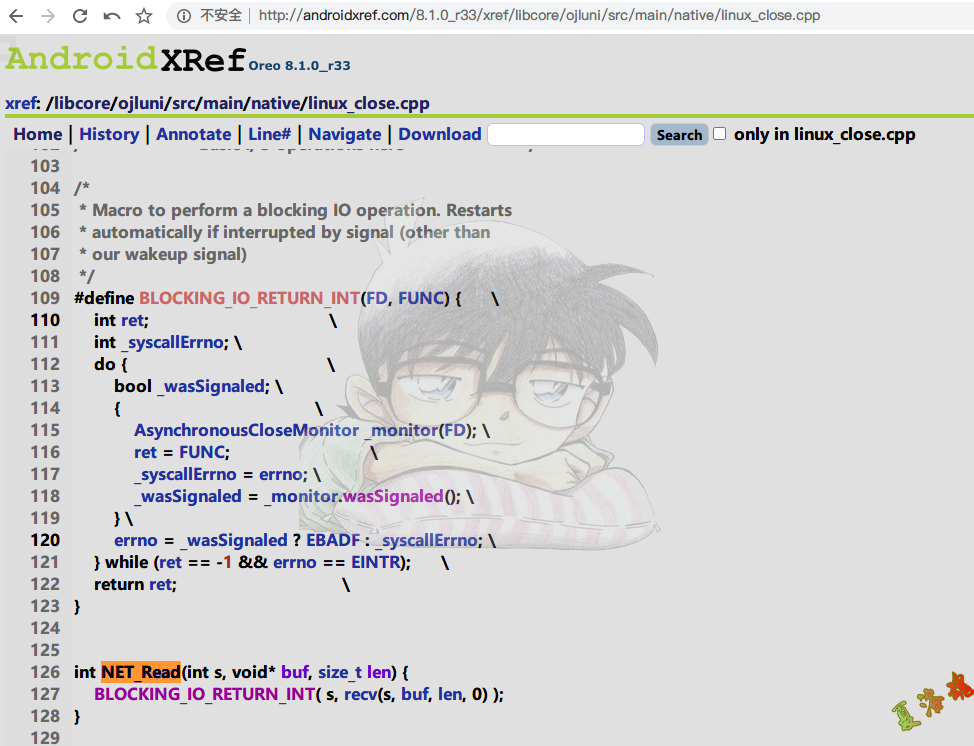 不安全 | http://androidxref.com/8.1.0_r33/xref/libcore/ojluni/src/main/native/linux_close.cpp
AndroidXRef Oreo 8.1.0_r33
xref: /libcore/ojluni/src/main/native/linux_close.cpp
Home | History | Annotate | Line# | Navigate | Download Search only in linux_close.cpp
103
104 /*
105  * Macro to perform a blocking IO operation. Restarts
106  * automatically if interrupted by signal (other than
107  * our wakeup signal)
108  */
109 #define BLOCKING_IO_RETURN_INT(FD, FUNC) { \
110 int ret; \
111 int _syscallErrno; \
112 do { \
113 bool _wasSignaled; \
114 { \
115 AsynchronousCloseMonitor _monitor(FD); \
116 ret = FUNC; \
117 _syscallErrno = errno; \
118 _wasSignaled = _monitor.wasSignaled(); \
119 } \
120 errno = _wasSignaled ? EBADF : _syscallErrno; \
121 } while (ret == -1 && errno == EINTR); \
122 return ret; \
123 }
124
125
126 int NET_Read(int s, void* buf, size_t len) {
127 BLOCKING_IO_RETURN_INT( s, recv(s, buf, len, 0) );
128 }
129